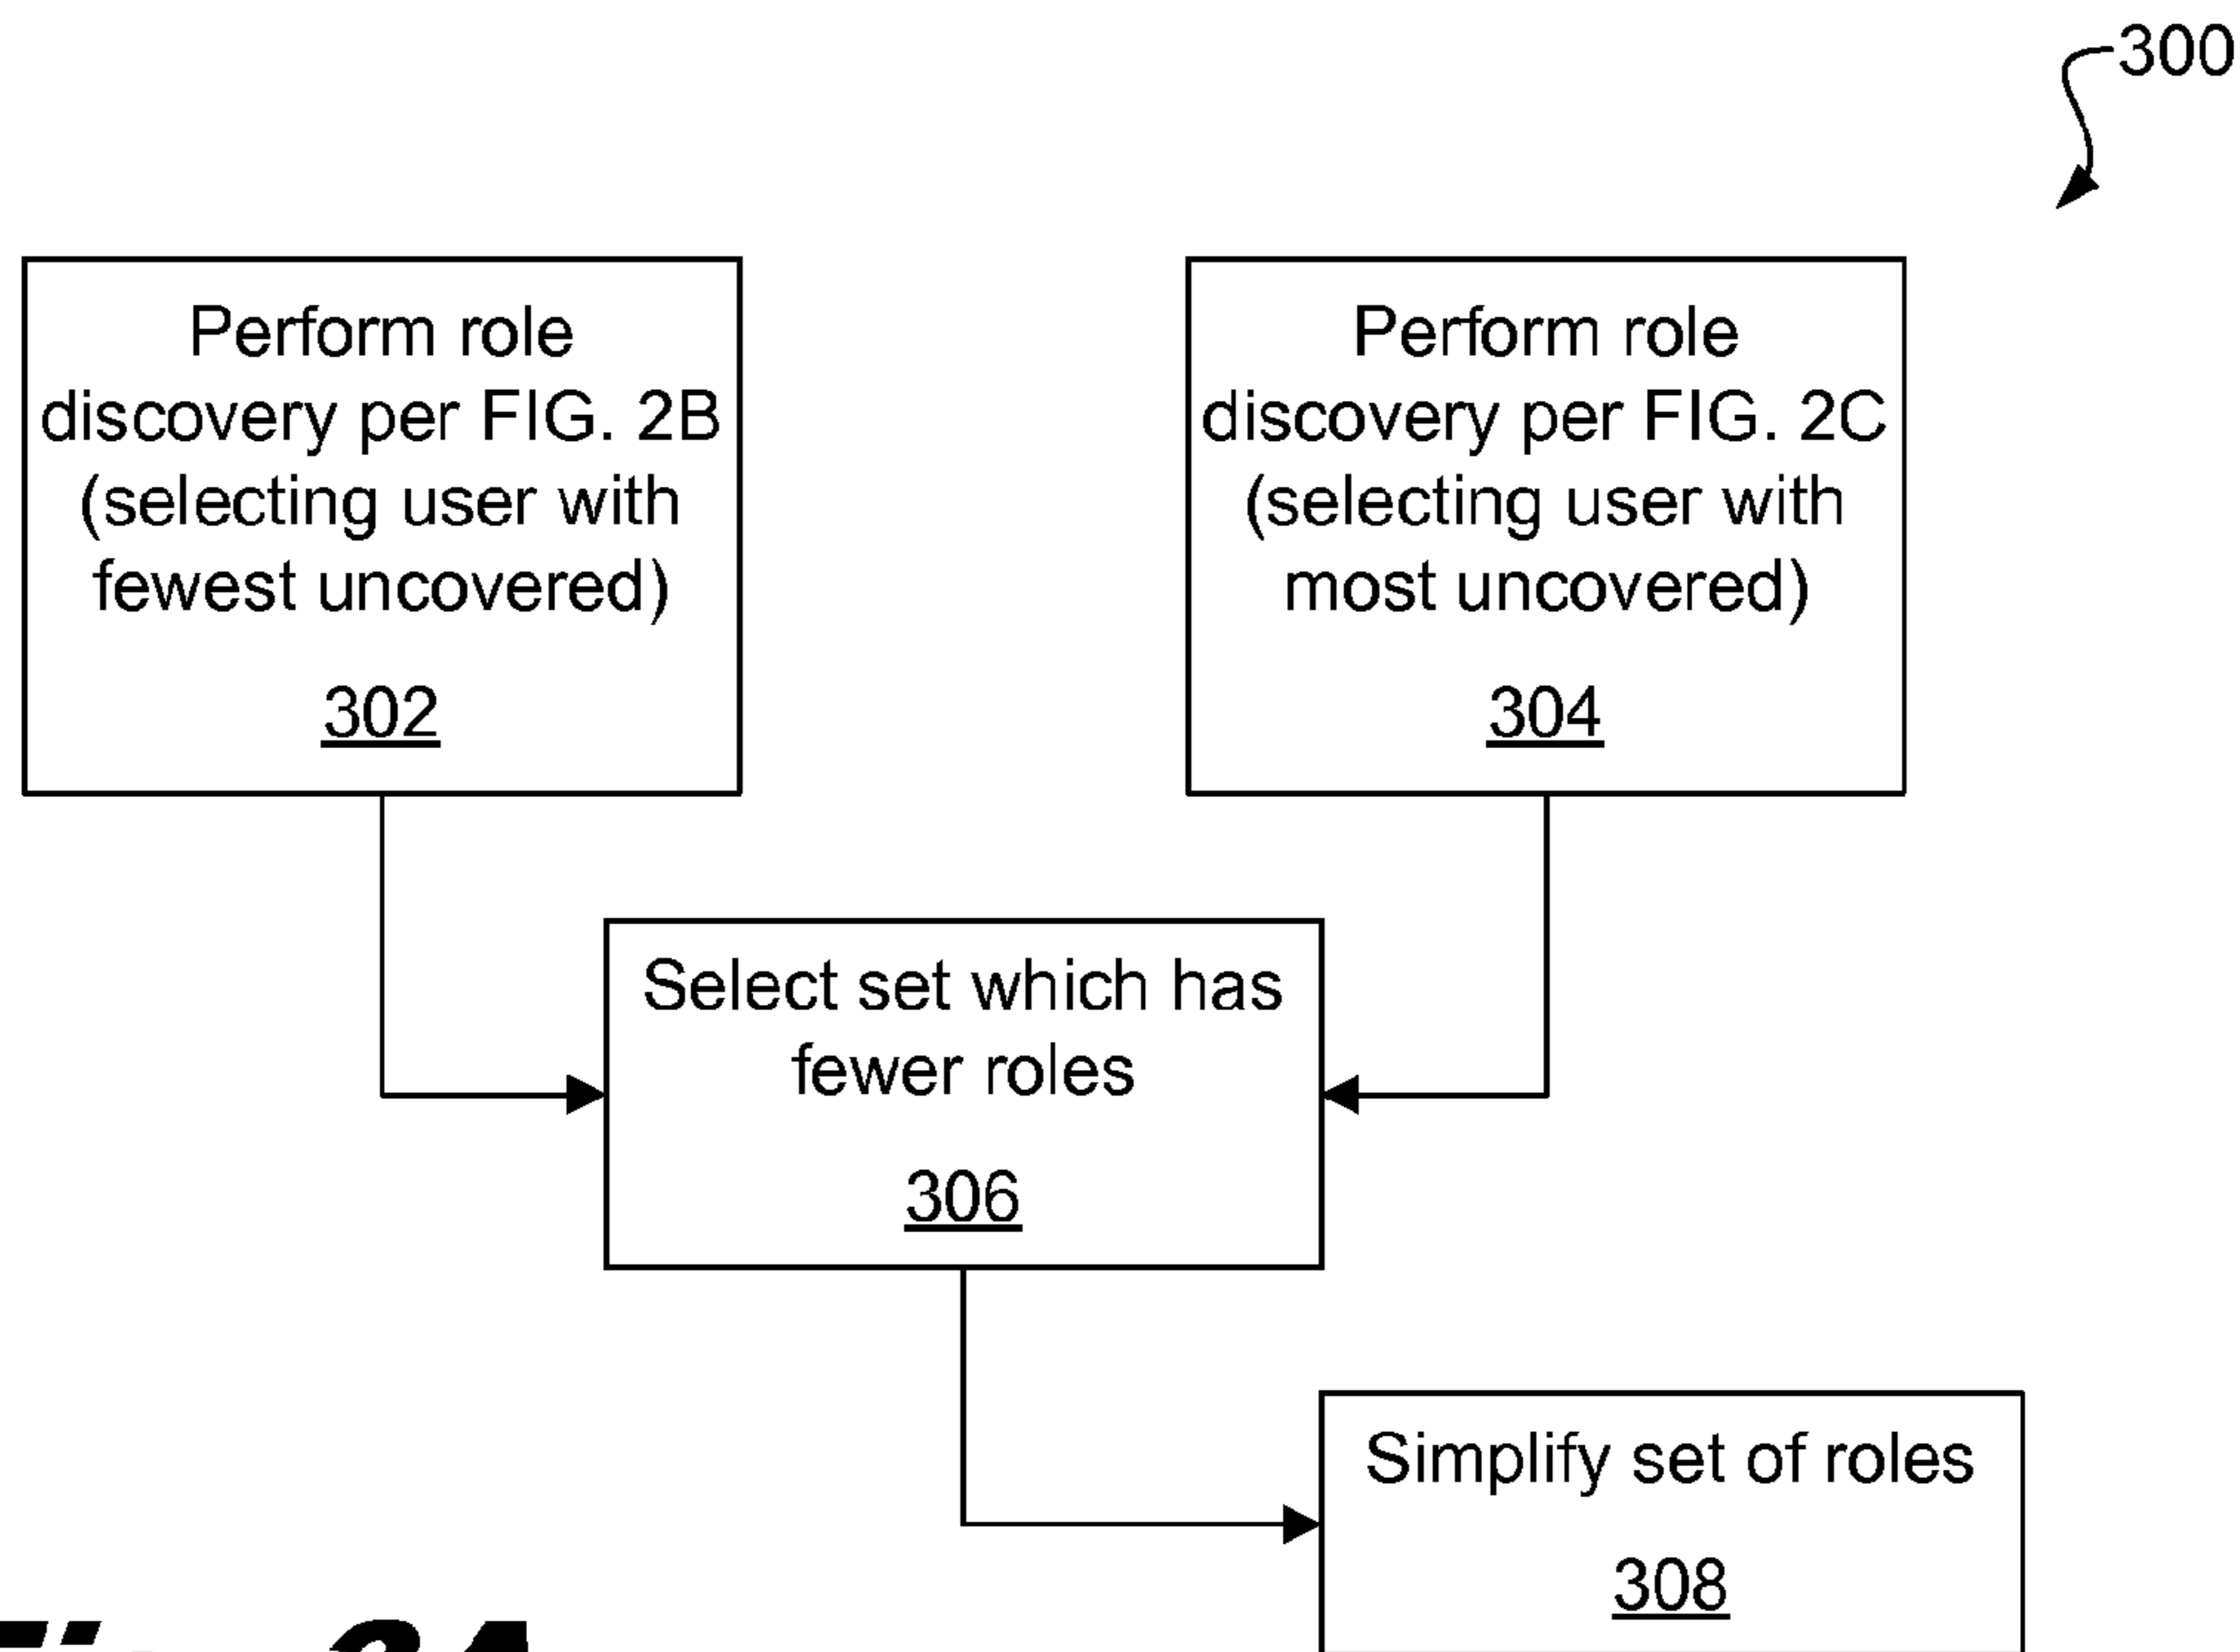 300
Perform role
discovery per FIG. 2B
(selecting user with
fewest uncovered)
302
Perform role
discovery per FIG. 2C
(selecting user with
most uncovered)
304
Select set which has
fewer roles
306
Simplify set of roles
308